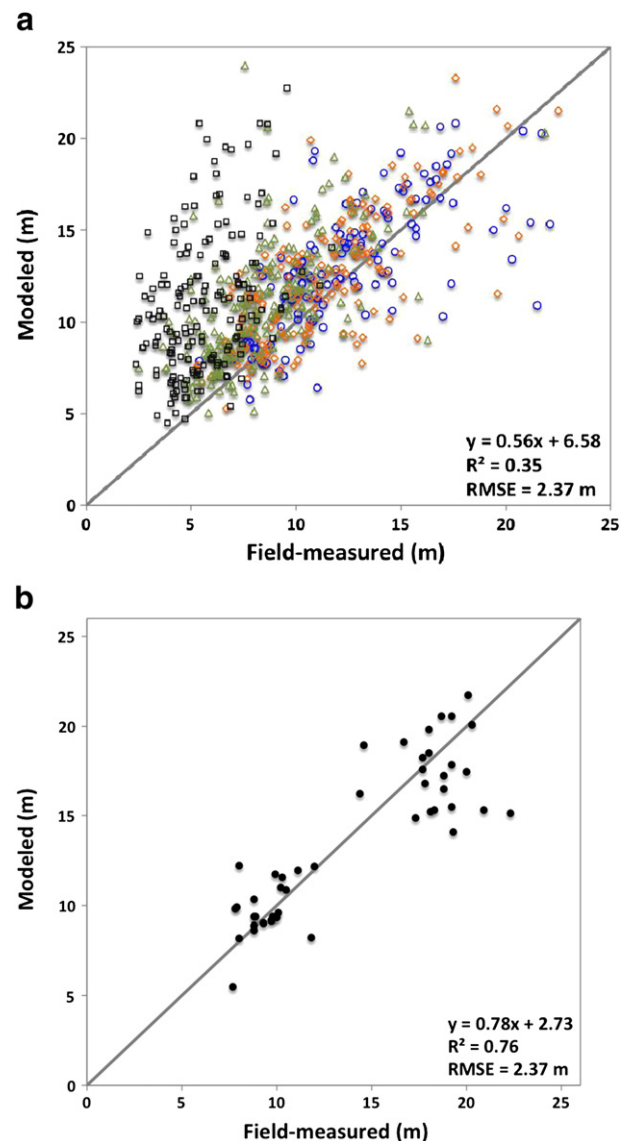 a
25
20
15
10
5
0
Modeled (m)
y = 0.56x + 6.58
R² = 0.35
RMSE = 2.37 m
0 5 10 15 20 25
Field-measured (m)
b
25
20
15
10
5
0
Modeled (m)
y = 0.78x + 2.73
R² = 0.76
RMSE = 2.37 m
0 5 10 15 20 25
Field-measured (m)